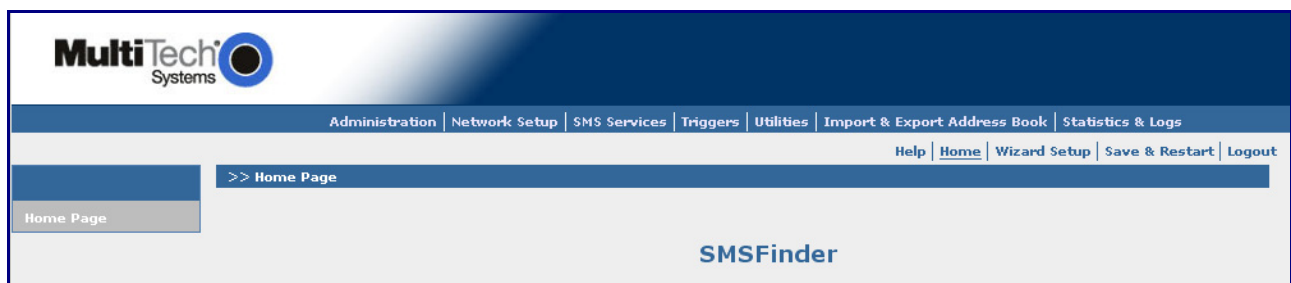 MultiTech
Systems
Administration | Network Setup | SMS Services | Triggers | Utilities | Import & Export Address Book | Statistics & Logs
Help | Home | Wizard Setup | Save & Restart | Logout
>> Home Page
Home Page
SMSFinder